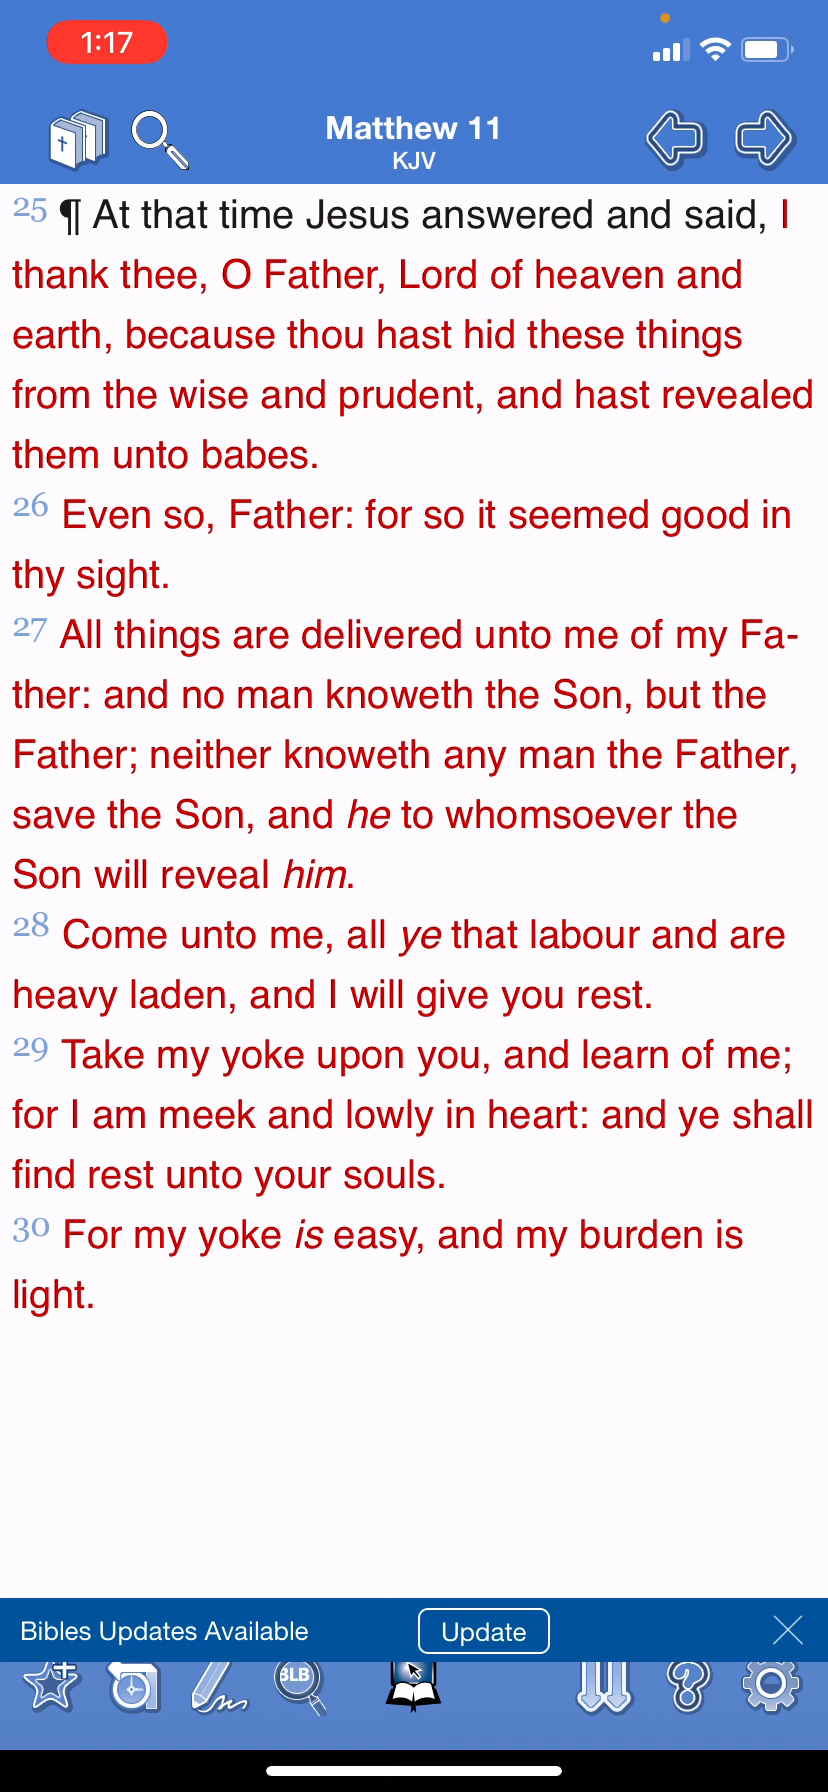 1:17
Matthew 11
KJV
25 ¶ At that time Jesus answered and said, I
thank thee, O Father, Lord of heaven and
earth, because thou hast hid these things
from the wise and prudent, and hast revealed
them unto babes.
26 Even so, Father: for so it seemed good in
thy sight.
27 All things are delivered unto me of my Fa-
ther: and no man knoweth the Son, but the
Father; neither knoweth any man the Father,
save the Son, and he to whomsoever the
Son will reveal him.
28 Come unto me, all ye that labour and are
heavy laden, and I will give you rest.
29 Take my yoke upon you, and learn of me;
for I am meek and lowly in heart: and ye shall
find rest unto your souls.
30 For my yoke is easy, and my burden is
light.
Bibles Updates Available Update
BLB